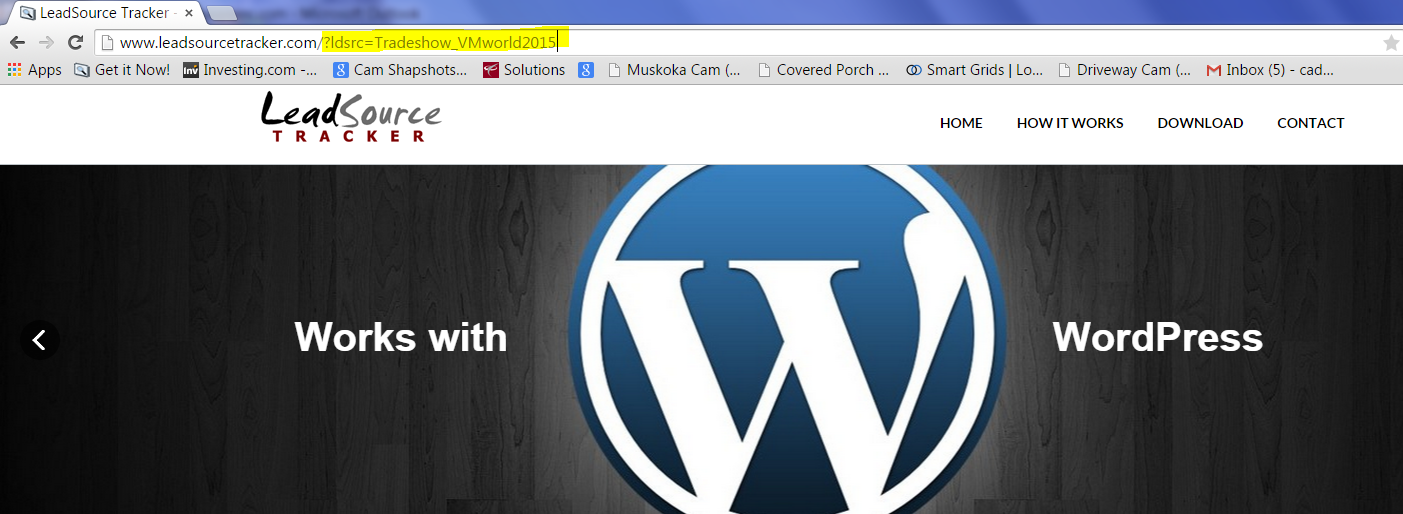 LeadSource Tracker -
www.leadsourcetracker.com/?ldsrc=Tradeshow_VMworld2015
Apps Get it Now! Investing.com -... Cam Shapshots... Solutions Muskoka Cam (... Covered Porch ... Smart Grids | Lo... Driveway Cam (... Inbox (5) - cad...
LeadSource
TRACKER
HOME HOW IT WORKS DOWNLOAD CONTACT
Works with WordPress